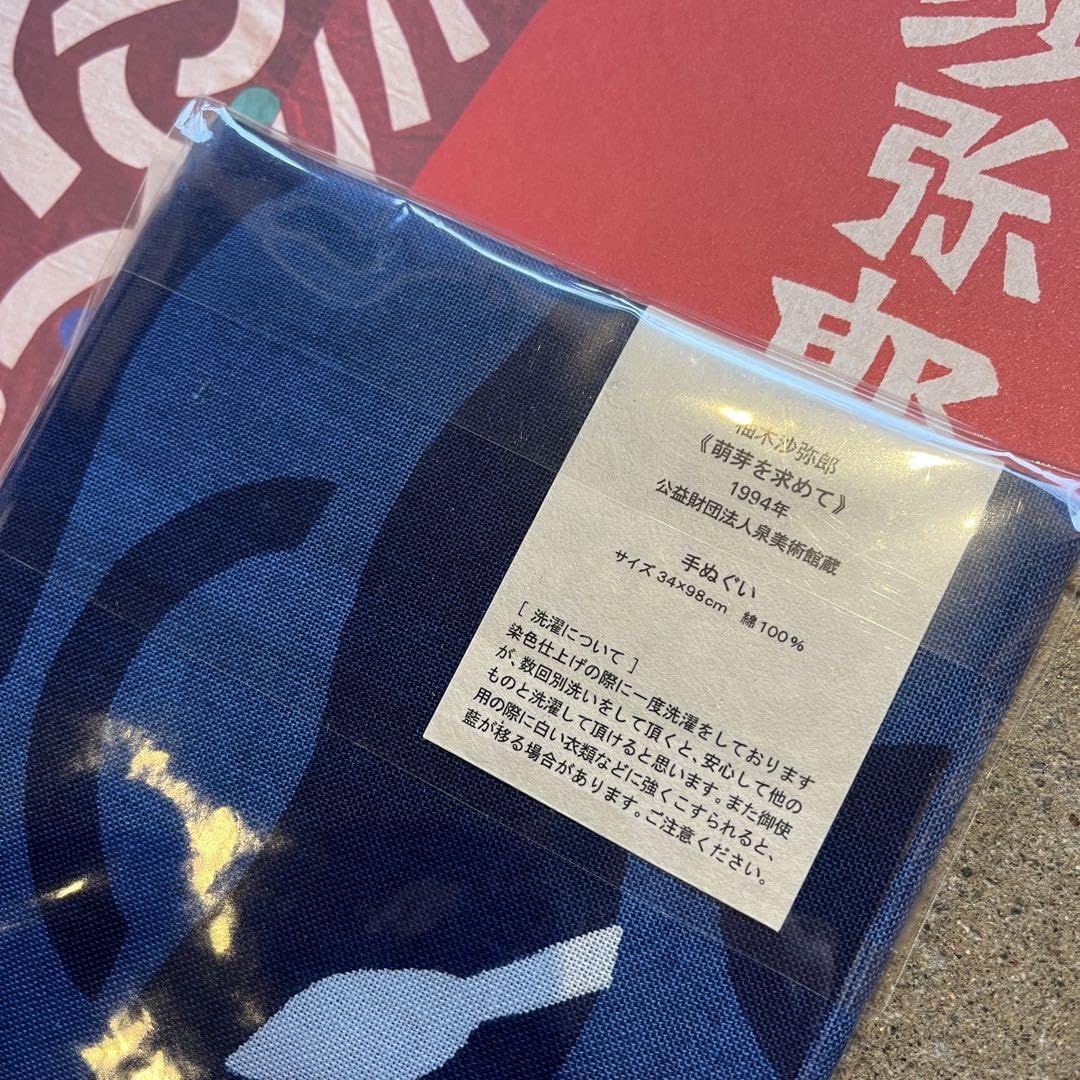 弥
郎
柚木沙弥郎
《萌芽を求めて》
1994年
公益財団法人泉美術館蔵
手ぬぐい
サイズ 34×98cm 綿100%
[ 洗濯について ]
染色仕上げの際に一度洗濯をしております
が、数回別洗いをして頂くと、安心して他の
ものと洗濯して頂けると思います。また御使
用の際に白い衣類などに強くこすられると、
藍が移る場合があります。ご注意ください。